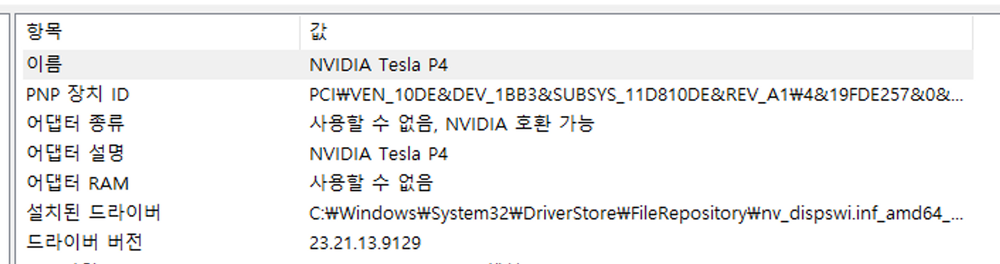 항목 값
이름 NVIDIA Tesla P4
PNP 장치 ID PCI₩VEN_10DE&DEV_1BB3&SUBSYS_11D810DE&REV_A1₩4&19FDE257&0&...
어댑터 종류 사용할 수 없음, NVIDIA 호환 가능
어댑터 설명 NVIDIA Tesla P4
어댑터 RAM 사용할 수 없음
설치된 드라이버 C:₩Windows₩System32₩DriverStore₩FileRepository₩nv_dispswi.inf_amd64_...
드라이버 버전 23.21.13.9129